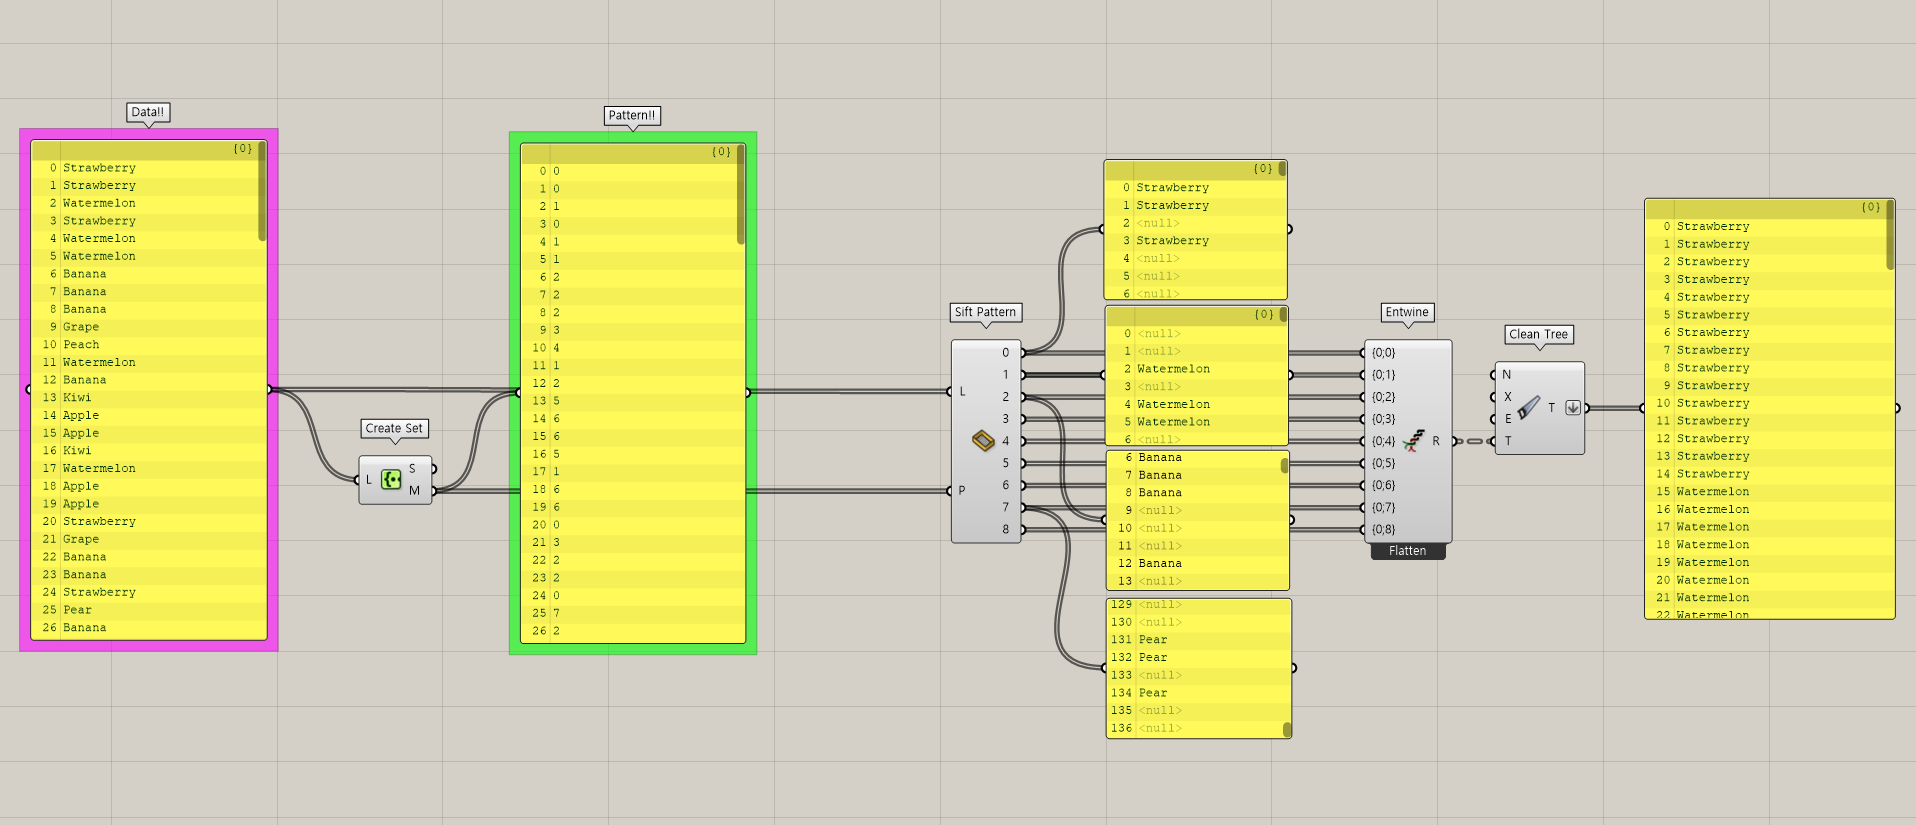 Data!!
{0}
0 Strawberry
1 Strawberry
2 Watermelon
3 Strawberry
4 Watermelon
5 Watermelon
6 Banana
7 Banana
8 Banana
9 Grape
10 Peach
11 Watermelon
12 Banana
13 Kiwi
14 Apple
15 Apple
16 Kiwi
17 Watermelon
18 Apple
19 Apple
20 Strawberry
21 Grape
22 Banana
23 Banana
24 Strawberry
25 Pear
26 Banana
Create Set
L
S
M
Pattern!!
{0}
0 0
1 0
2 1
3 0
4 1
5 1
6 2
7 2
8 2
9 3
10 4
11 1
12 2
13 5
14 6
15 6
16 5
17 1
18 6
19 6
20 0
21 3
22 2
23 2
24 0
25 7
26 2
Sift Pattern
L
P
0
1
2
3
4
5
6
7
8
{0}
0 Strawberry
1 Strawberry
2 <null>
3 Strawberry
4 <null>
5 <null>
6 <null>
{0}
0 <null>
1 <null>
2 Watermelon
3 <null>
4 Watermelon
5 Watermelon
6 <null>
6 Banana
7 Banana
8 Banana
9 <null>
10 <null>
11 <null>
12 Banana
13 <null>
129 <null>
130 <null>
131 Pear
132 Pear
133 <null>
134 Pear
135 <null>
136 <null>
Entwine
{0;0}
{0;1}
{0;2}
{0;3}
{0;4}
{0;5}
{0;6}
{0;7}
{0;8}
R
Flatten
Clean Tree
N
X
E
T
T
{0}
0 Strawberry
1 Strawberry
2 Strawberry
3 Strawberry
4 Strawberry
5 Strawberry
6 Strawberry
7 Strawberry
8 Strawberry
9 Strawberry
10 Strawberry
11 Strawberry
12 Strawberry
13 Strawberry
14 Strawberry
15 Watermelon
16 Watermelon
17 Watermelon
18 Watermelon
19 Watermelon
20 Watermelon
21 Watermelon
22 Watermelon